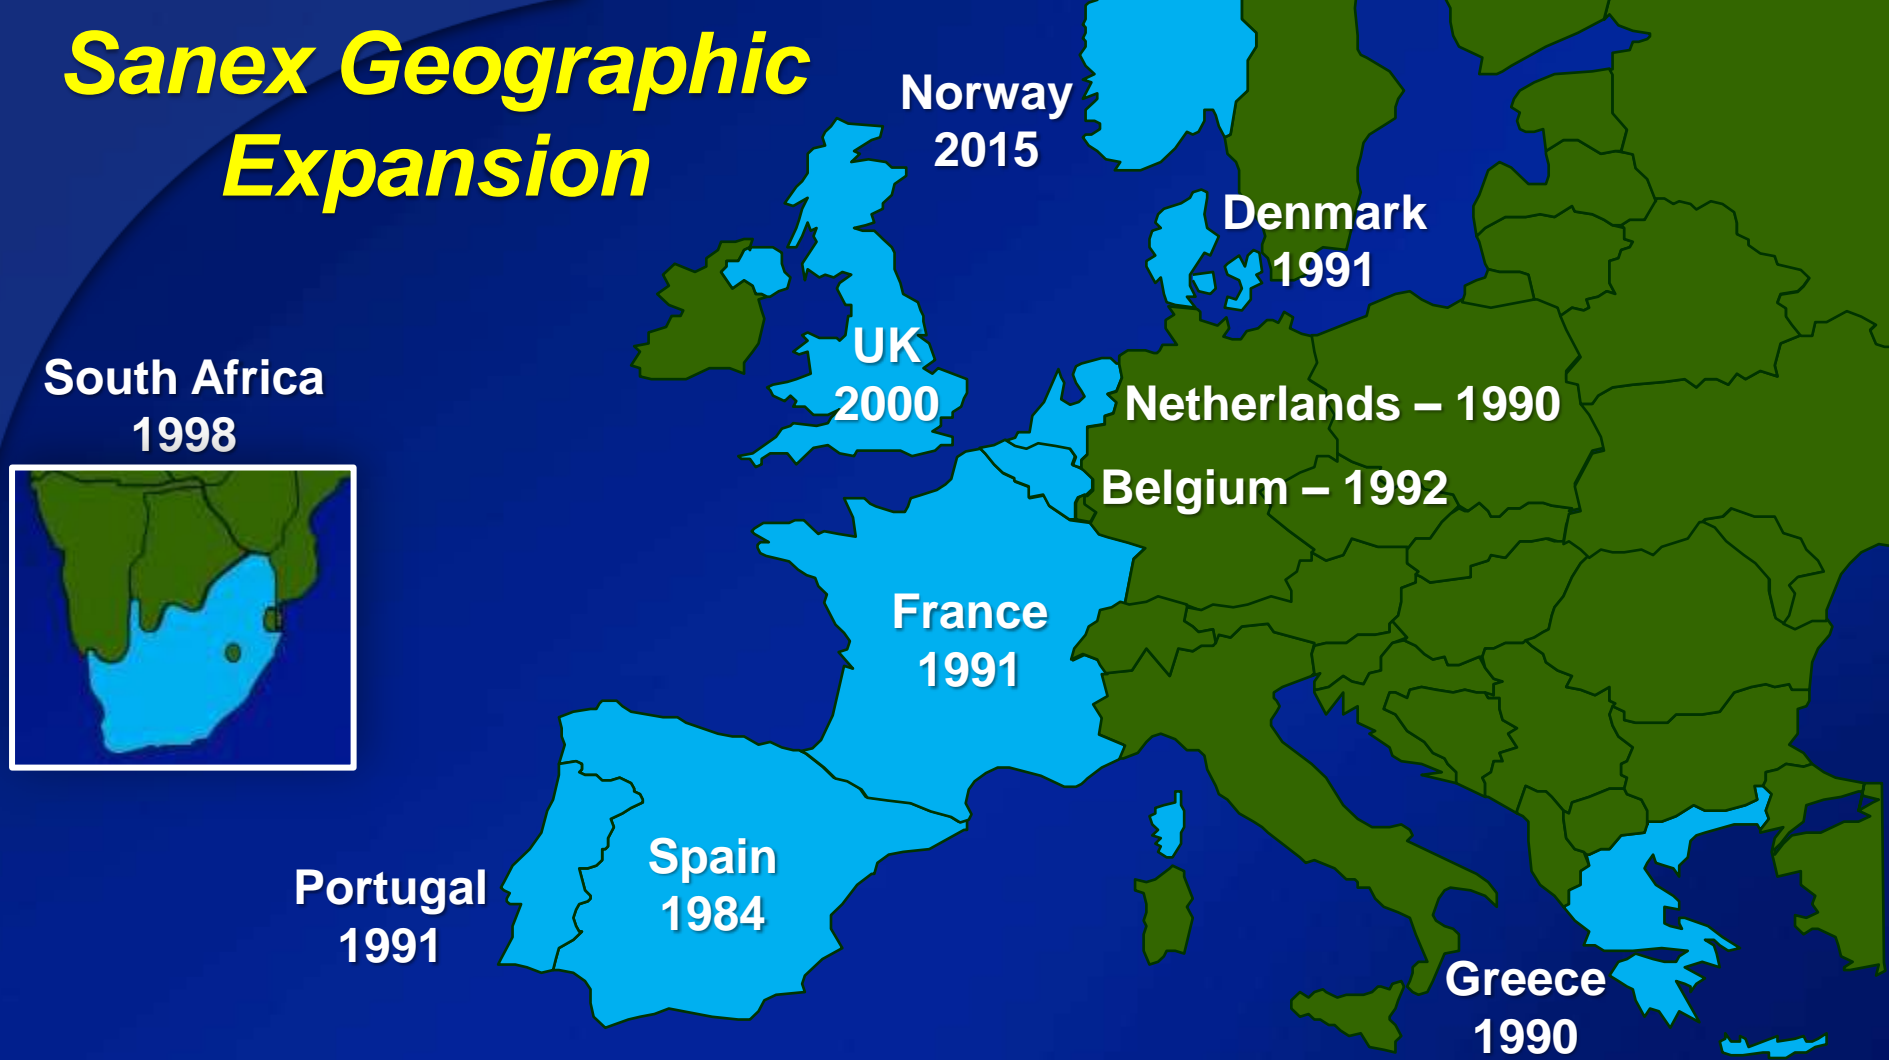 Sanex Geographic
Expansion
Norway
2015
Denmark
1991
UK
2000
South Africa
1998
Netherlands – 1990
Belgium – 1992
France
1991
Spain
1984
Portugal
1991
Greece
1990